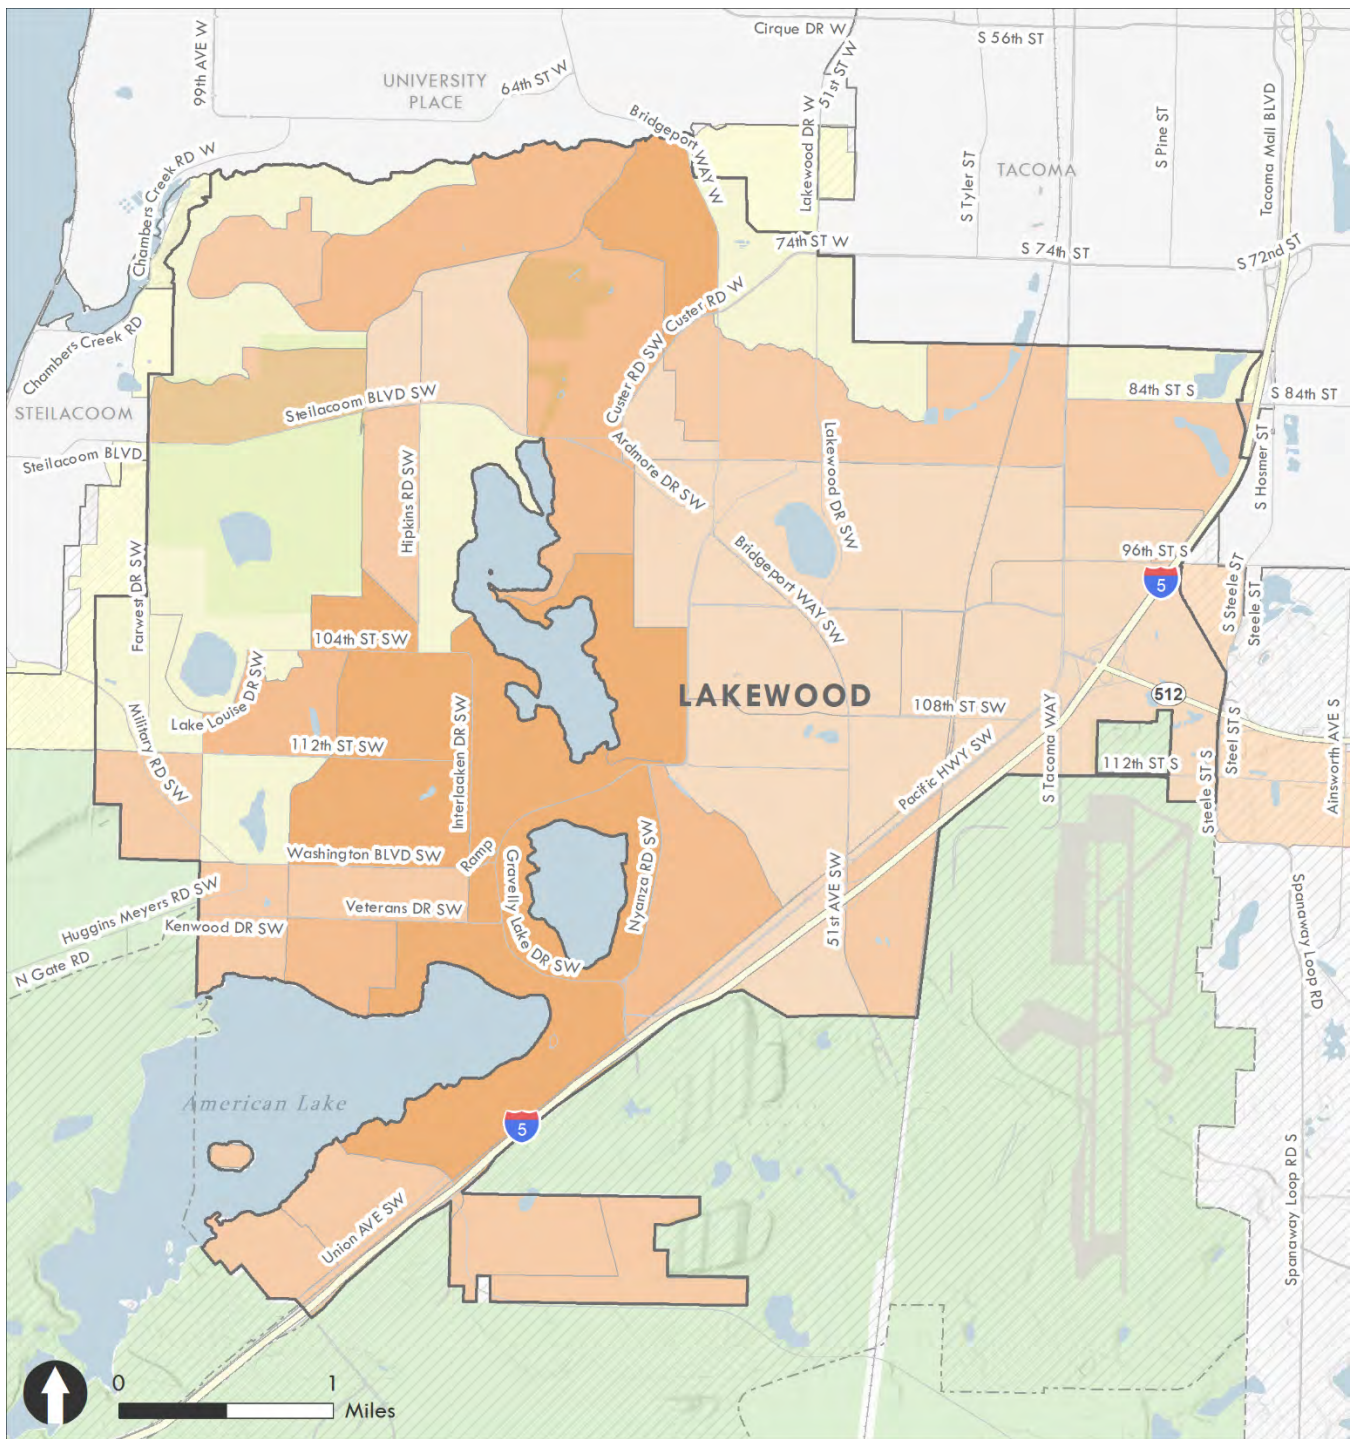 Cirque DR W
S 56th ST
99th AVE W
UNIVERSITY
PLACE
64th ST W
51st ST W
Tacoma Mall BLVD
Bridgeport WAY W
Lakewood DR W
S Pine ST
S Tyler ST
TACOMA
Chambers Creek RD W
74th ST W
S 74th ST
S 72nd ST
Custer RD W
Chambers Creek RD
Custer RD SW
STEILACOOM
Steilacoom BLVD SW
84th ST S
S 84th ST
Steilacoom BLVD
Ardmore DR SW
Lakewood DR SW
S Hosmer ST
Hipkins RD SW
Bridgeport WAY SW
96th ST S
5
Farwest DR SW
S Steele ST
Steele ST
104th ST SW
Lake Louise DR SW
LAKEWOOD
512
108th ST SW
Military RD SW
112th ST SW
Interlaaken DR SW
Pacific HWY SW
S Tacoma WAY
112th ST S
Steel ST S
Steele ST S
Ainsworth AVE S
Washington BLVD SW
Ramp
Gravelly Lake DR SW
Nyanza RD SW
51st AVE SW
Huggins Meyers RD SW
Veterans DR SW
Kenwood DR SW
N Gate RD
Spanaway Loop RD
American Lake
5
Union AVE SW
Spanaway Loop RD S
0 1
Miles